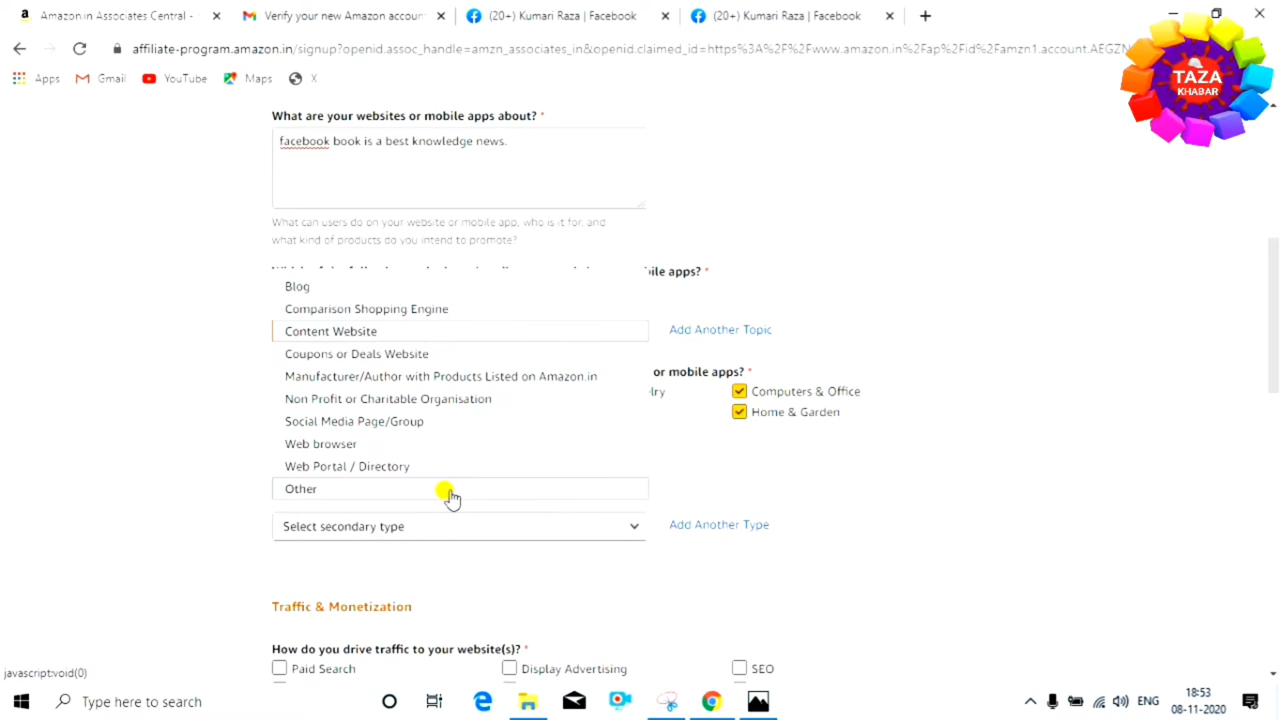 Amazon.in Associates Central -
Verify your new Amazon accoun
(20+) Kumari Raza | Facebook
(20+) Kumari Raza | Facebook
affiliate-program.amazon.in/signup?openid.assoc_handle=amzn_associates_in&openid.claimed_id=https%3A%2F%2Fwww.amazon.in%2Fap%2Fid%2Famzn1.account.AEGZN
Apps
Gmail
YouTube
Maps
X
TAZA
KHABAR
What are your websites or mobile apps about? *
facebook book is a best knowledge news.
What can users do on your website or mobile app, who is it for, and
what kind of products do you intend to promote?
bile apps? *
Blog
Comparison Shopping Engine
Content Website
Add Another Topic
Coupons or Deals Website
Manufacturer/Author with Products Listed on Amazon.in
or mobile apps? *
elry
Computers & Office
Non Profit or Charitable Organisation
Home & Garden
Social Media Page/Group
Web browser
Web Portal / Directory
Other
Select secondary type
Add Another Type
Traffic & Monetization
How do you drive traffic to your website(s)? *
Paid Search
Display Advertising
SEO
javascript:void(0)
Type here to search
ENG
18:53
08-11-2020